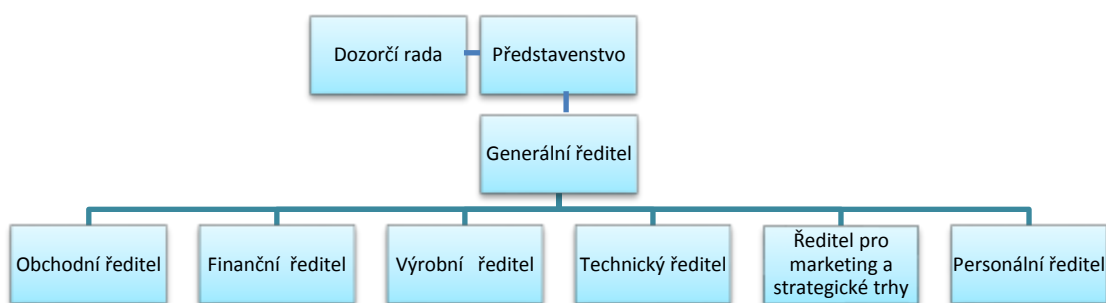 Dozorčí rada
Představenstvo
Generální ředitel
Obchodní ředitel
Finanční ředitel
Výrobní ředitel
Technický ředitel
Ředitel pro
marketing a
strategické trhy
Personální ředitel